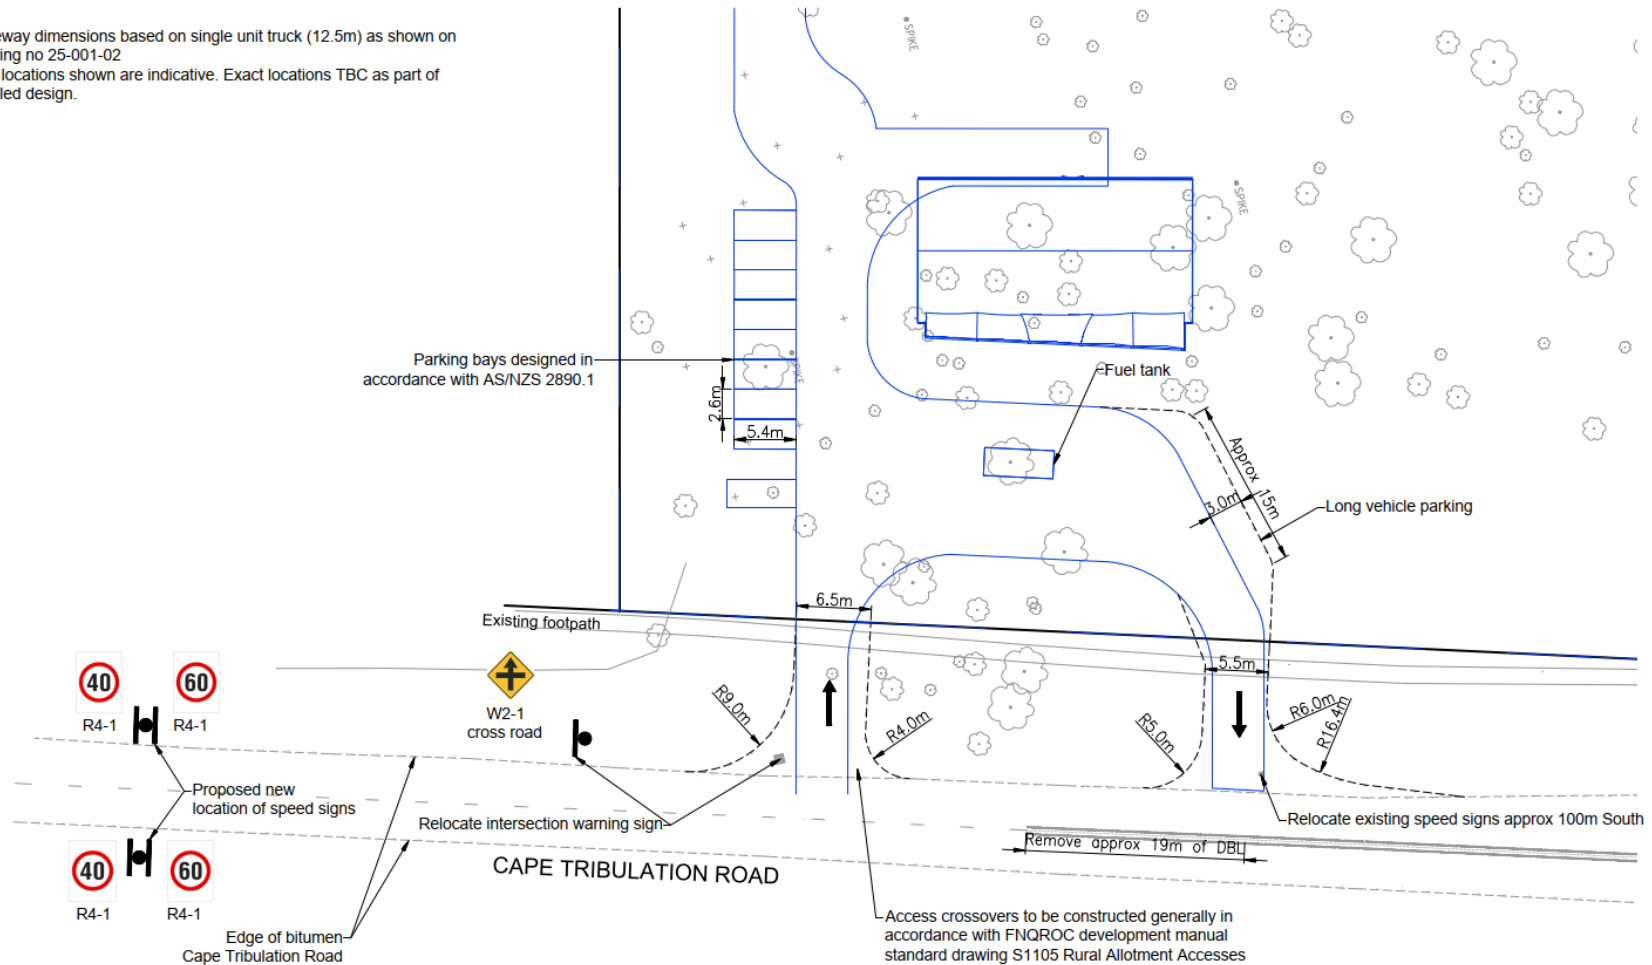 eway dimensions based on single unit truck (12.5m) as shown on
ing no 25-001-02
locations shown are indicative. Exact locations TBC as part of
led design.
SPIKE
SPIKE
Parking bays designed in
accordance with AS/NZS 2890.1
SPIKE
2.6m
5.4m
Fuel tank
Approx 15m
3.0m
Long vehicle parking
6.5m
Existing footpath
5.5m
40
60
R4-1
R4-1
W2-1
cross road
R9.0m
R4.0m
R5.0m
R6.0m
R16.4m
Proposed new
location of speed signs
Relocate intersection warning sign
Relocate existing speed signs approx 100m South
Remove approx 19m of DBL
CAPE TRIBULATION ROAD
40
60
R4-1
R4-1
Edge of bitumen
Cape Tribulation Road
Access crossovers to be constructed generally in
accordance with FNQROC development manual
standard drawing S1105 Rural Allotment Accesses